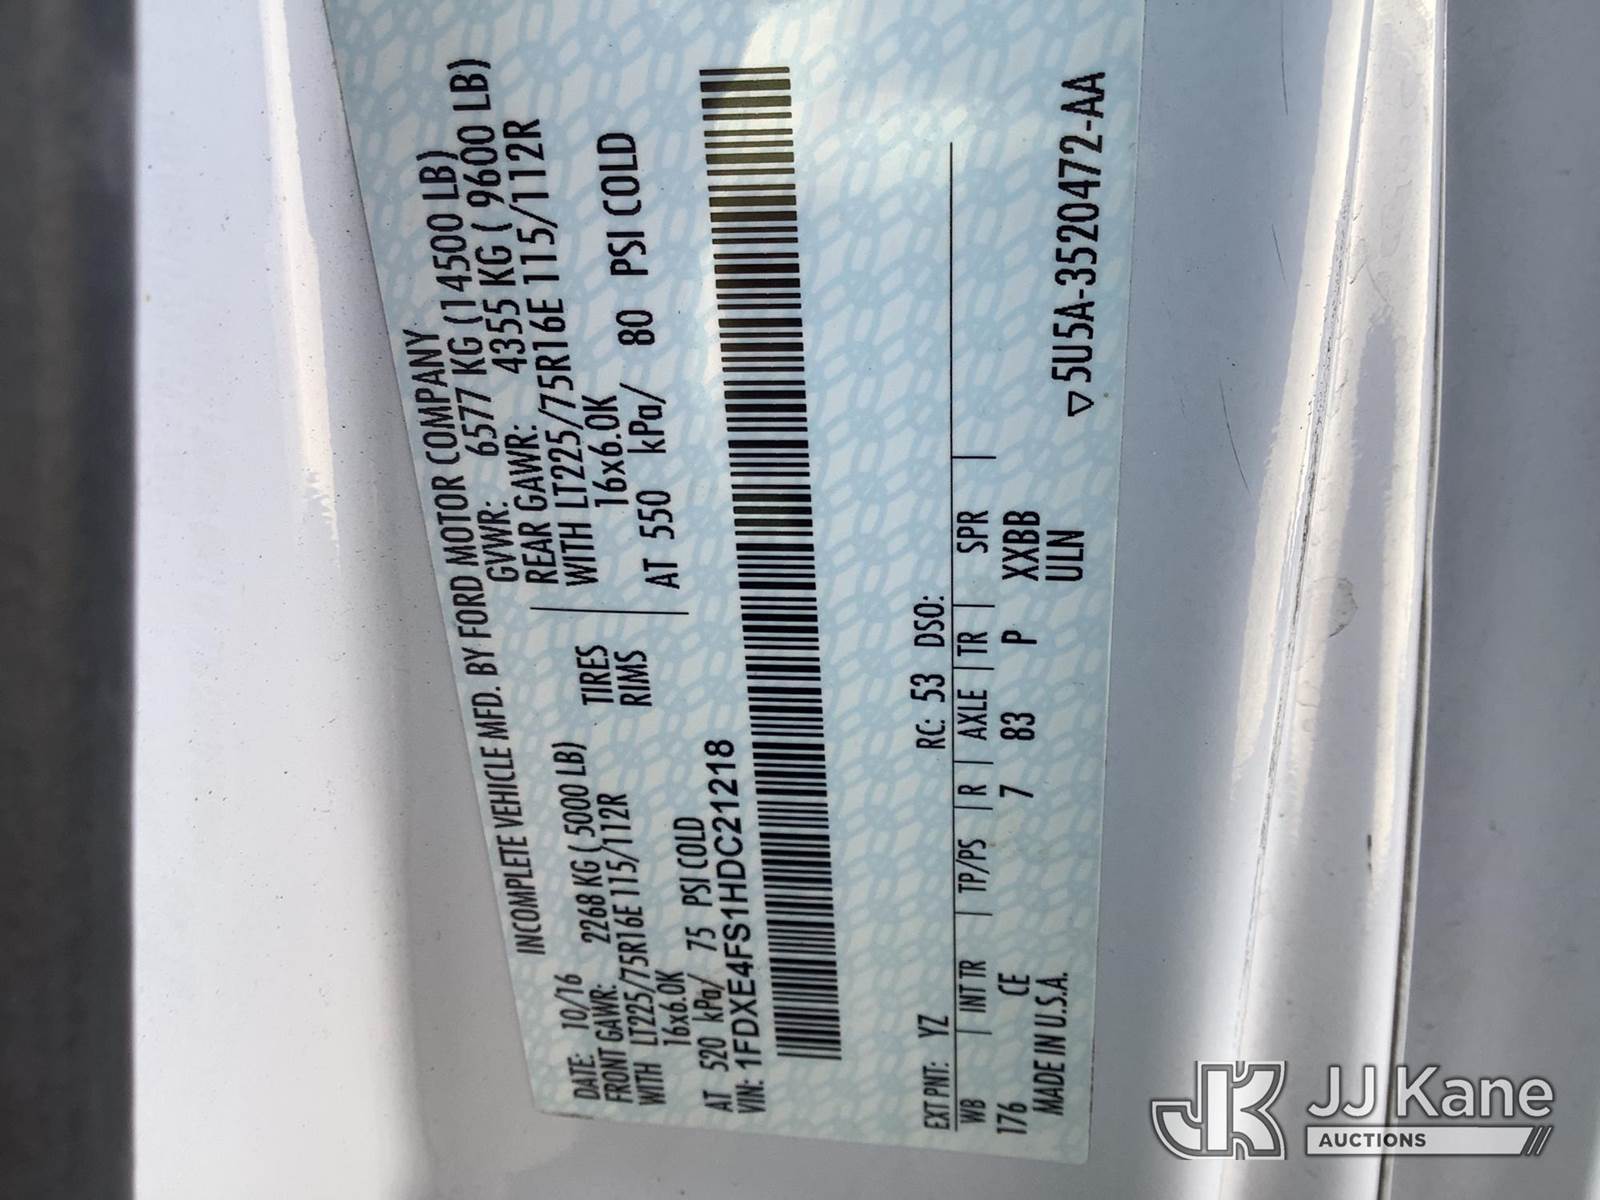 INCOMPLETE VEHICLE MFD. BY FORD MOTOR COMPANY
DATE: 10/16 GVWR: 6577 KG (14500 LB)
FRONT GAWR: 2268 KG ( 5000 LB) REAR GAWR: 4355 KG ( 9600 LB)
WITH LT225/75R16E 115/112R TIRES WITH LT225/75R16E 115/112R
16x6.0K RIMS 16x6.0K
AT 520 kPa/ 75 PSI COLD AT 550 kPa/ 80 PSI COLD
VIN: 1FDXE4FS1HDC21218
EXT PNT: YZ RC: 53 DSO:
WB | INT TR | TP/PS | R | AXLE | TR | SPR |
176 CE 7 83 P XXBB
MADE IN U.S.A. ULN ▽5U5A-3520472-AA
JK JJ Kane
AUCTIONS